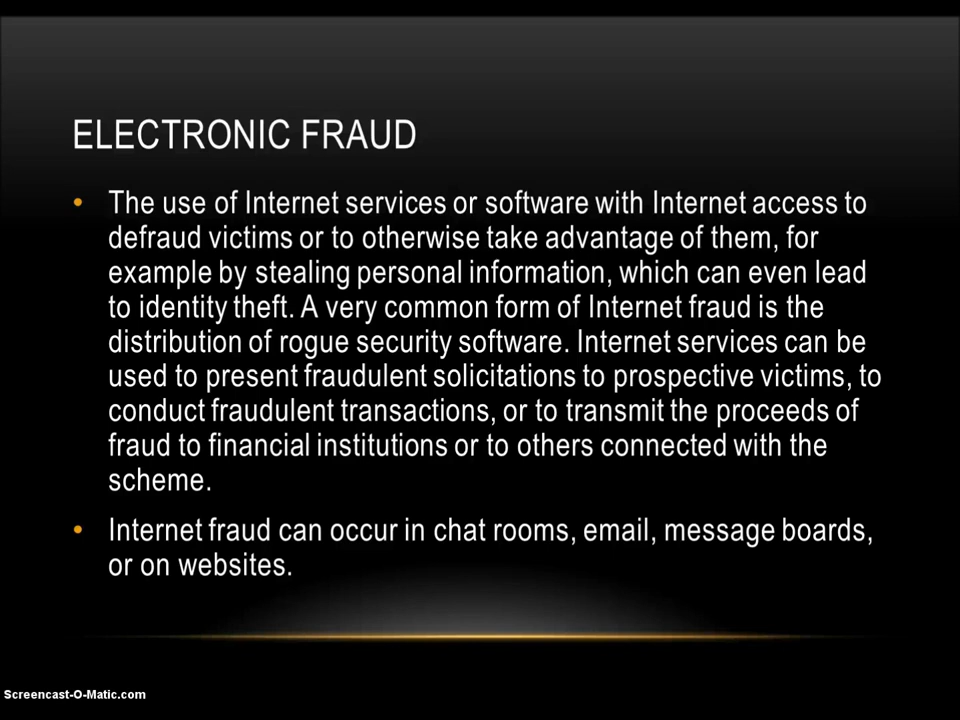 ELECTRONIC FRAUD
• The use of Internet services or software with Internet access to
defraud victims or to otherwise take advantage of them, for
example by stealing personal information, which can even lead
to identity theft. A very common form of Internet fraud is the
distribution of rogue security software. Internet services can be
used to present fraudulent solicitations to prospective victims, to
conduct fraudulent transactions, or to transmit the proceeds of
fraud to financial institutions or to others connected with the
scheme.
• Internet fraud can occur in chat rooms, email, message boards,
or on websites.
Screencast-O-Matic.com